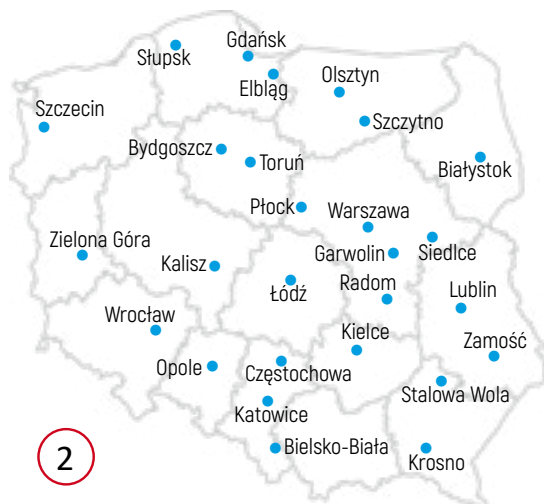 Gdańsk
Słupsk
Elbląg
Olsztyn
Szczecin
Szczytno
Bydgoszcz
Toruń
Białystok
Płock
Warszawa
Zielona Góra
Garwolin
Siedlce
Kalisz
Łódź
Radom
Lublin
Wrocław
Kielce
Zamość
Opole
Częstochowa
Stalowa Wola
Katowice
Bielsko-Biała
Krosno
2